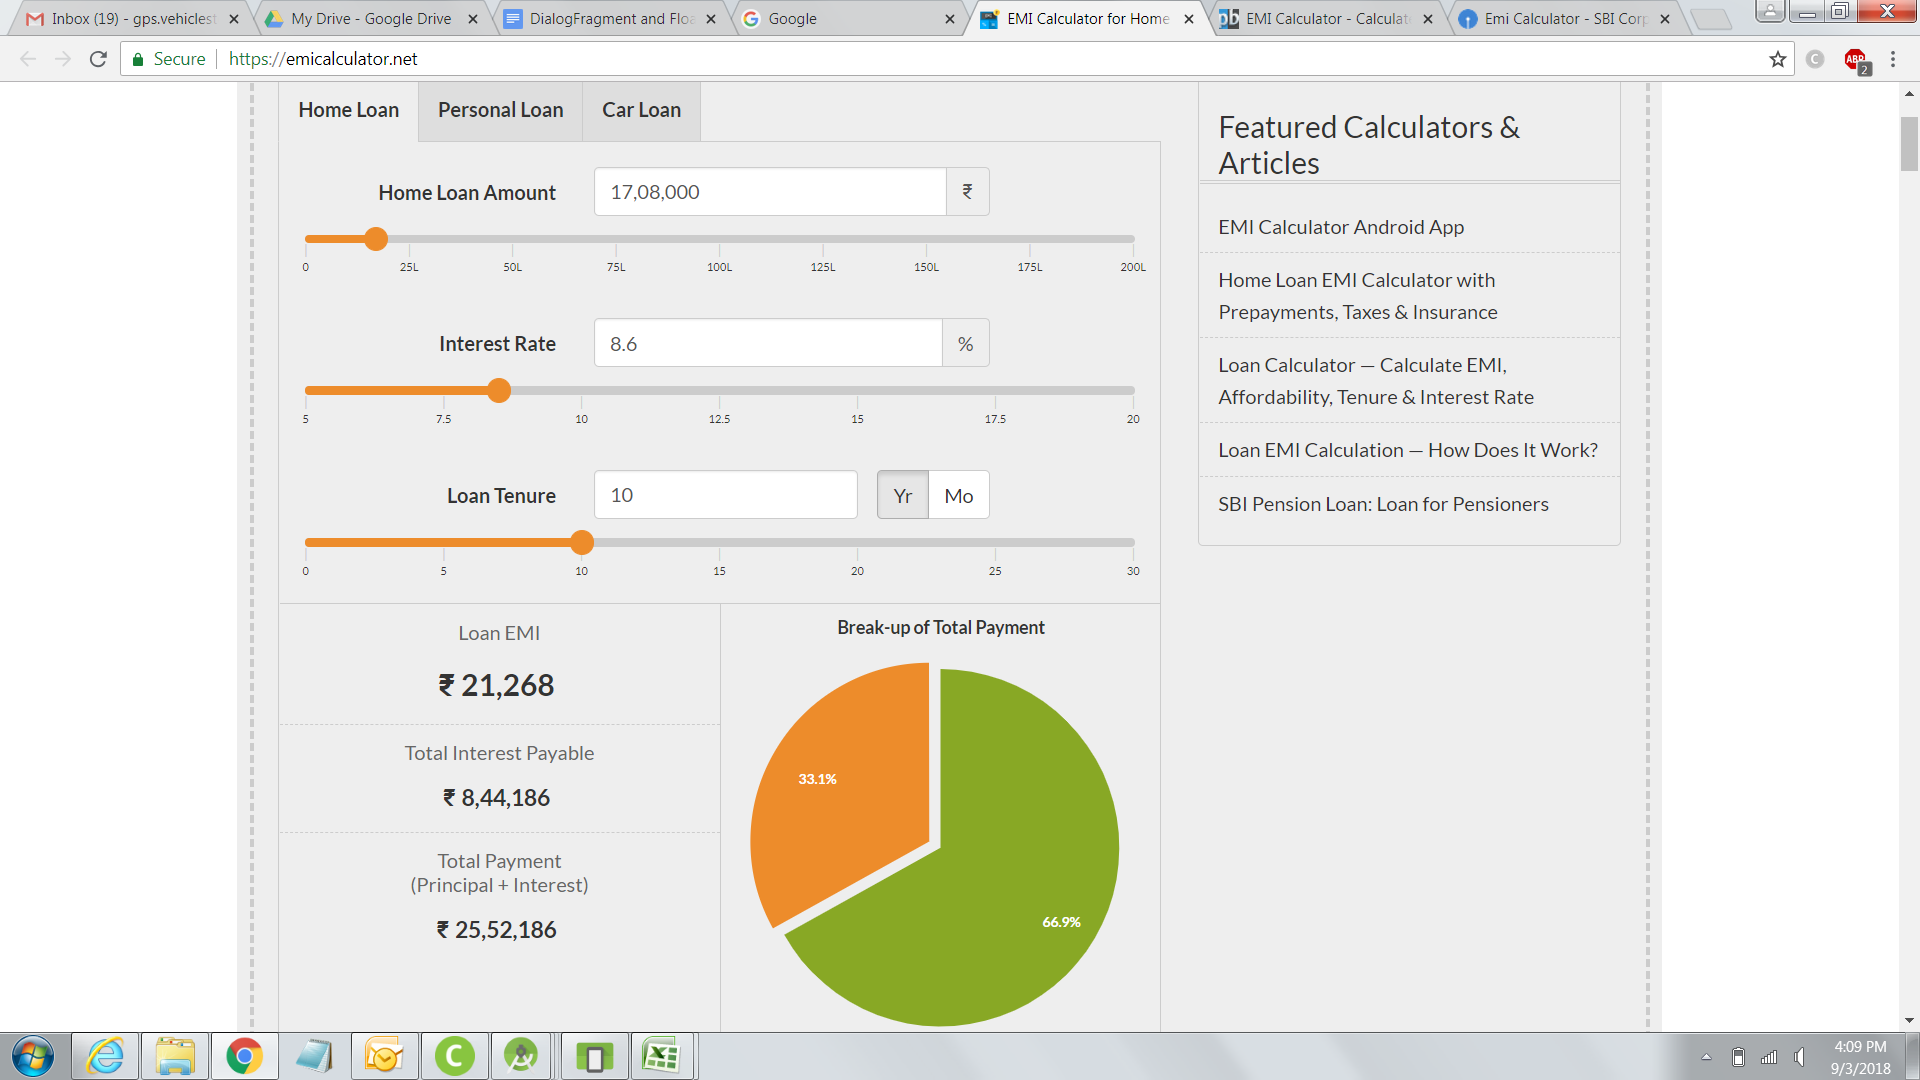 Inbox (19) - gps.vehiclest
My Drive - Google Drive
DialogFragment and Floa
Google
EMI Calculator for Home
EMI Calculator - Calculat
Emi Calculator - SBI Corp
Secure
https://emicalculator.net
C
ABP
2
Home Loan
Personal Loan
Car Loan
Home Loan Amount
17,08,000
₹
0 25L 50L 75L 100L 125L 150L 175L 200L
Interest Rate
8.6
%
5 7.5 10 12.5 15 17.5 20
Loan Tenure
10
Yr
Mo
0 5 10 15 20 25 30
Loan EMI
₹ 21,268
Total Interest Payable
₹ 8,44,186
Total Payment
(Principal + Interest)
₹ 25,52,186
Break-up of Total Payment
33.1%
66.9%
Featured Calculators &
Articles
EMI Calculator Android App
Home Loan EMI Calculator with
Prepayments, Taxes & Insurance
Loan Calculator — Calculate EMI,
Affordability, Tenure & Interest Rate
Loan EMI Calculation — How Does It Work?
SBI Pension Loan: Loan for Pensioners
4:09 PM
9/3/2018